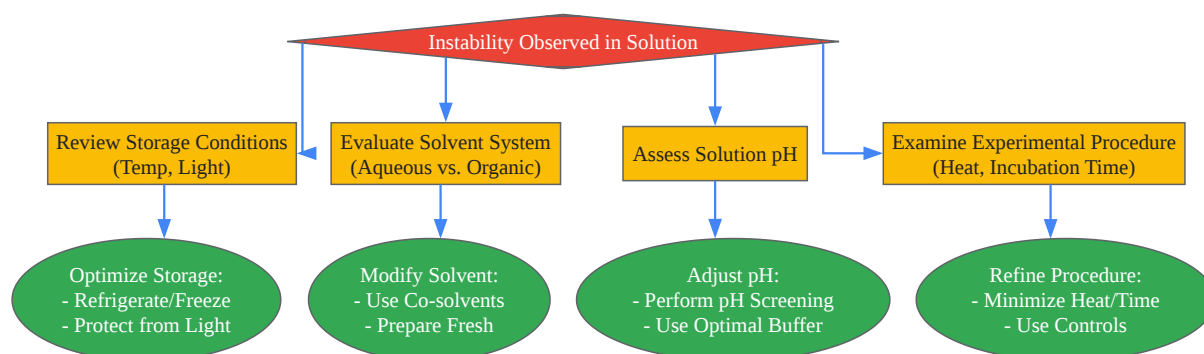 Instability Observed in Solution
Review Storage Conditions
(Temp, Light)
Evaluate Solvent System
(Aqueous vs. Organic)
Assess Solution pH
Examine Experimental Procedure
(Heat, Incubation Time)
Optimize Storage:
- Refrigerate/Freeze
- Protect from Light
Modify Solvent:
- Use Co-solvents
- Prepare Fresh
Adjust pH:
- Perform pH Screening
- Use Optimal Buffer
Refine Procedure:
- Minimize Heat/Time
- Use Controls